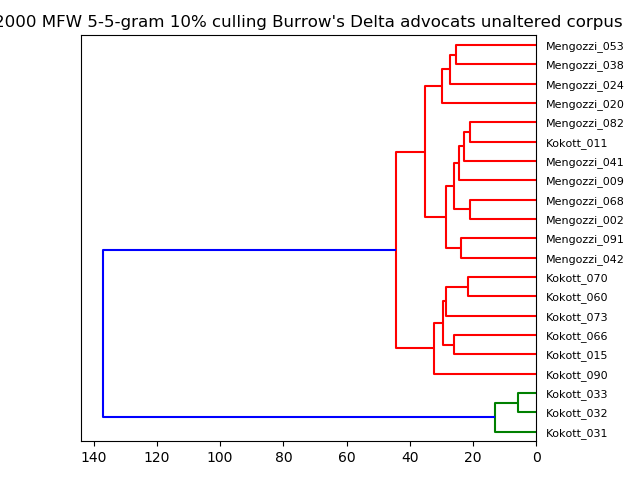 2000 MFW 5-5-gram 10% culling Burrow's Delta advocats unaltered corpus
Mengozzi_053
Mengozzi_038
Mengozzi_024
Mengozzi_020
Mengozzi_082
Kokott_011
Mengozzi_041
Mengozzi_009
Mengozzi_068
Mengozzi_002
Mengozzi_091
Mengozzi_042
Kokott_070
Kokott_060
Kokott_073
Kokott_066
Kokott_015
Kokott_090
Kokott_033
Kokott_032
Kokott_031
140 120 100 80 60 40 20 0